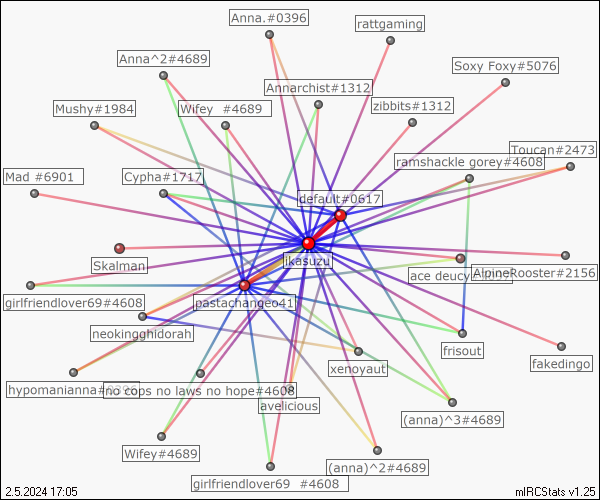 Anna.#0396
rattgaming
Anna^2#4689
Soxy Foxy#5076
Annarchist#1312
Mushy#1984
Wifey #4689
zibbits#1312
Toucan#2473
ramshackle gorey#4608
Mad #6901
Cypha#1717
default#0617
jikasuzu
Skalman
ace deucy
AlpineRooster#2156
girlfriendlover69#4608
pastachangeo41
neokingghidorah
frisout
fakedingo
xenoyaut
hypomanianna#
no cops no laws no hope#4608
avelicious
(anna)^3#4689
Wifey#4689
(anna)^2#4689
girlfriendlover69 #4608
2.5.2024 17:05
mIRCStats v1.25